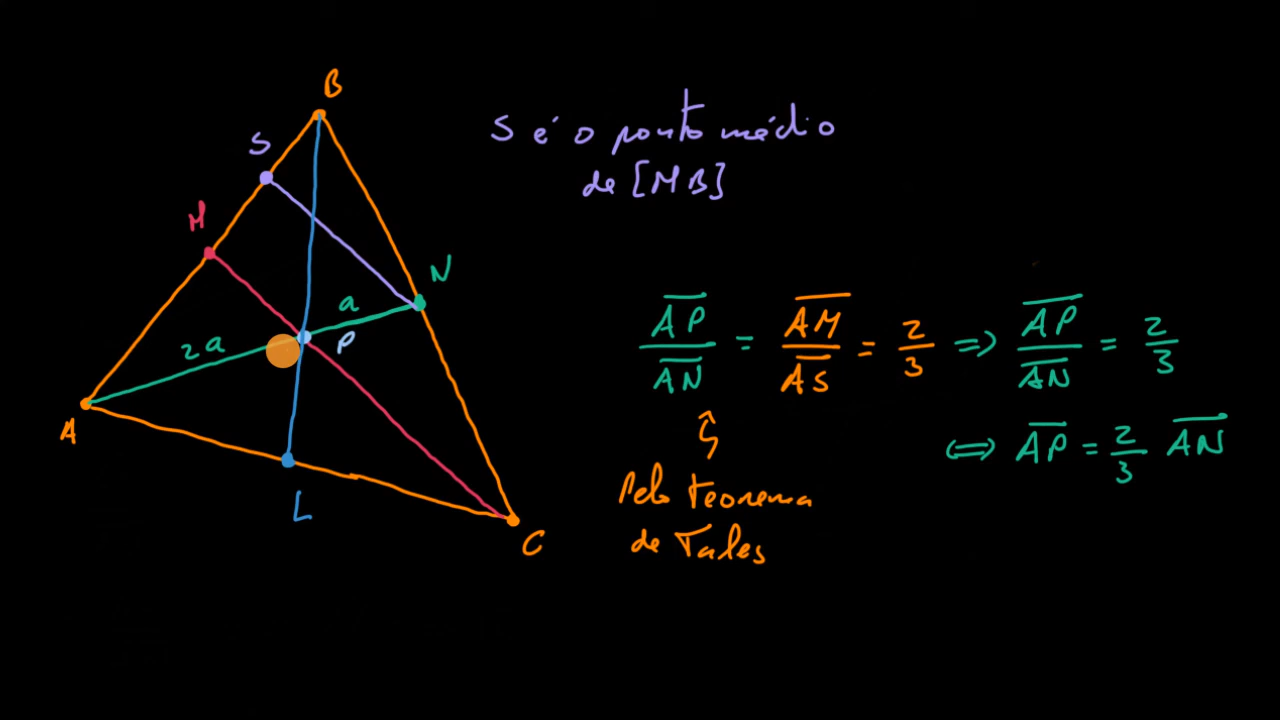 B
S
M
N
a
2a
P
A
L
C
S é o ponto médio
de [MB]
AP/AN = AM/AS = 2/3 ⟹ AP/AN = 2/3
⟺ AP = 2/3 AN
Pelo teorema
de Tales